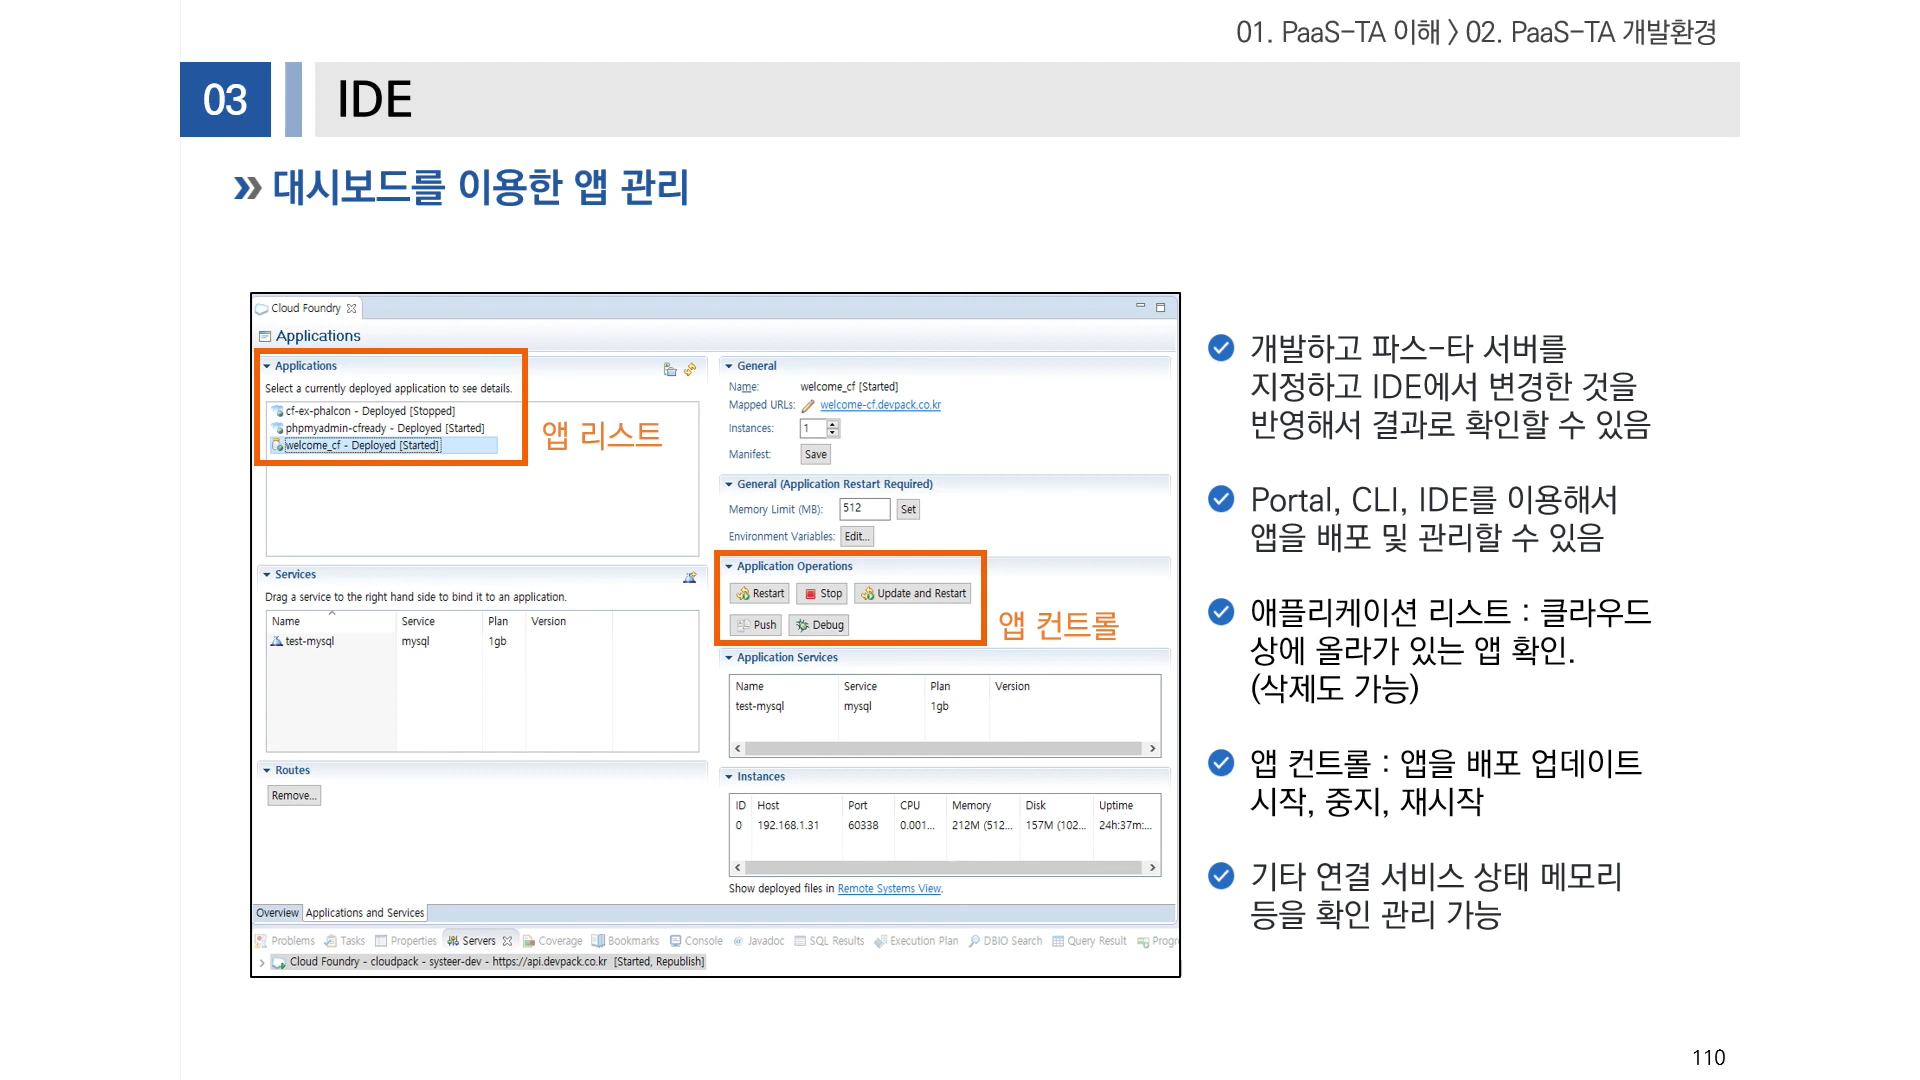 01. PaaS-TA 이해 > 02. PaaS-TA 개발환경
03
IDE
대시보드를 이용한 앱 관리
Cloud Foundry
Applications
Applications
Select a currently deployed application to see details.
cf-ex-phalcon - Deployed [Stopped]
phpmyadmin-cfready - Deployed [Started]
welcome_cf - Deployed [Started]
앱 리스트
Services
Drag a service to the right hand side to bind it to an application.
Name Service Plan Version
test-mysql mysql 1gb
Routes
Remove...
General
Name: welcome_cf [Started]
Mapped URLs: welcome-cf.devpack.co.kr
Instances: 1
Manifest: Save
General (Application Restart Required)
Memory Limit (MB): 512 Set
Environment Variables: Edit...
Application Operations
Restart Stop Update and Restart
Push Debug
앱 컨트롤
Application Services
Name Service Plan Version
test-mysql mysql 1gb
Instances
ID Host Port CPU Memory Disk Uptime
0 192.168.1.31 60338 0.001... 212M (512... 157M (102... 24h:37m:...
Show deployed files in Remote Systems View.
Overview Applications and Services
Problems Tasks Properties Servers Coverage Bookmarks Console Javadoc SQL Results Execution Plan DBIO Search Query Result Progr
Cloud Foundry - cloudpack - systeer-dev - https://api.devpack.co.kr [Started, Republish]
개발하고 파스-타 서버를
지정하고 IDE에서 변경한 것을
반영해서 결과로 확인할 수 있음
Portal, CLI, IDE를 이용해서
앱을 배포 및 관리할 수 있음
애플리케이션 리스트 : 클라우드
상에 올라가 있는 앱 확인.
(삭제도 가능)
앱 컨트롤 : 앱을 배포 업데이트
시작, 중지, 재시작
기타 연결 서비스 상태 메모리
등을 확인 관리 가능
110